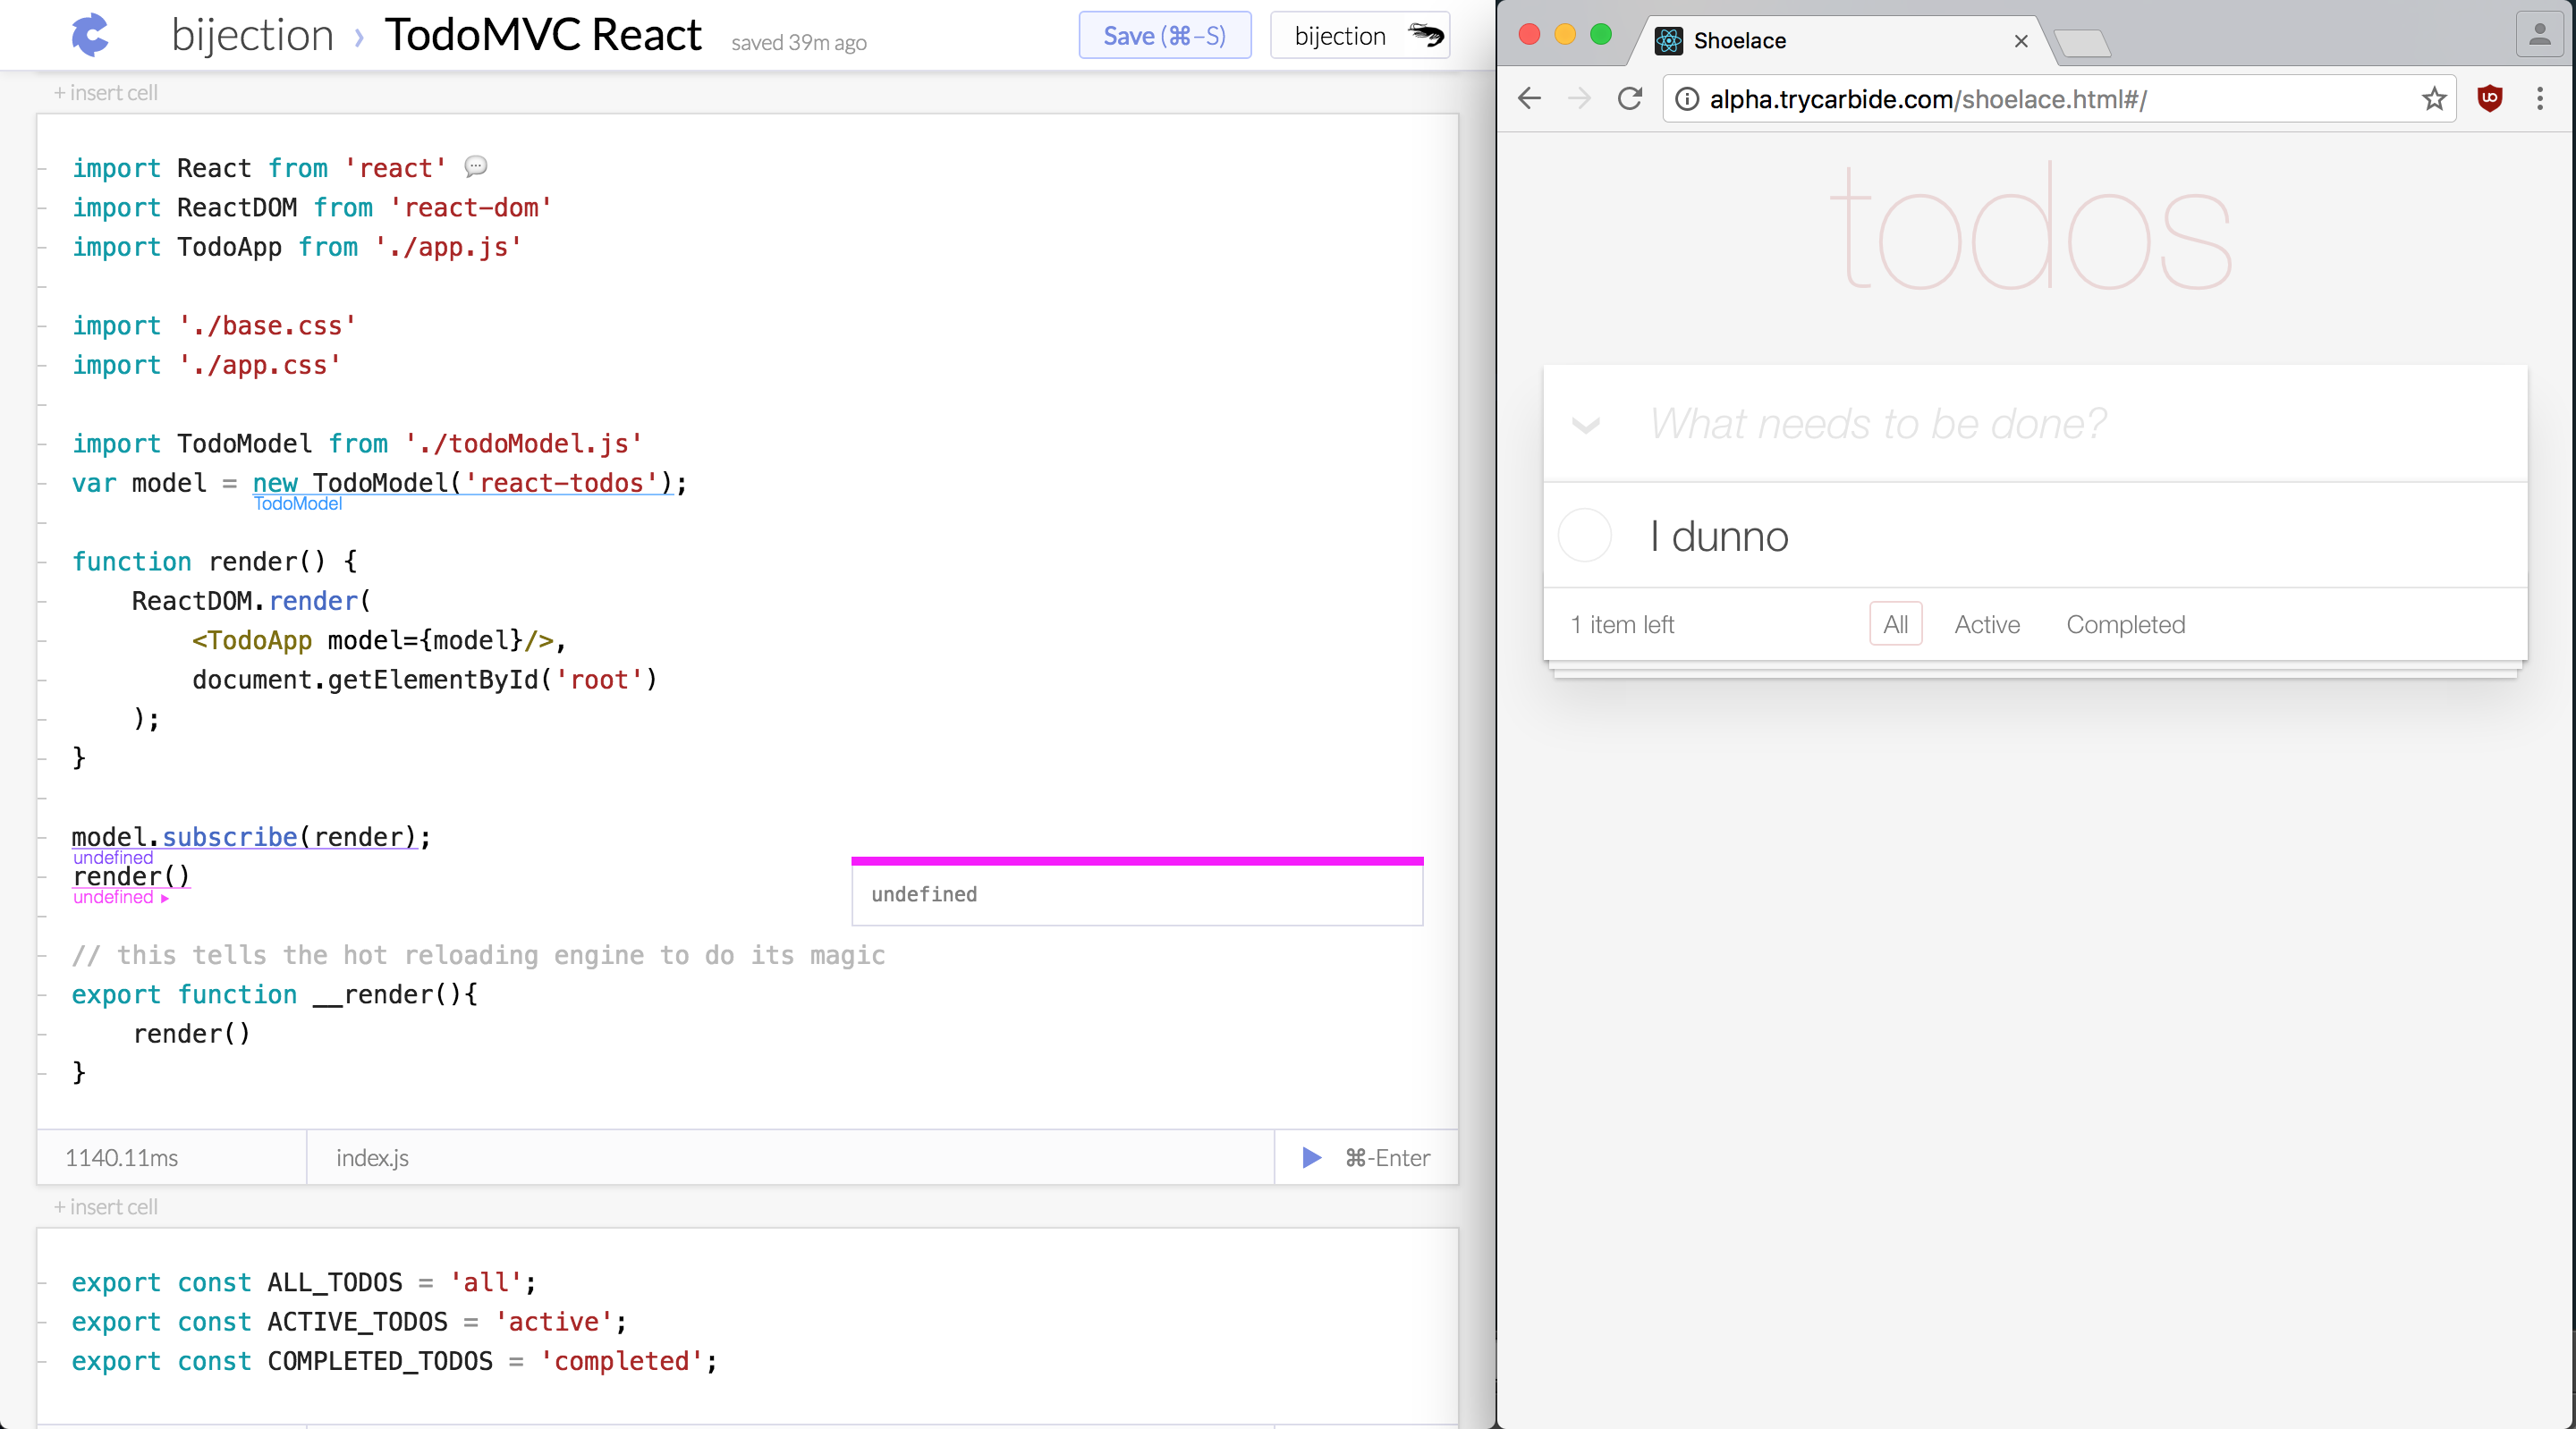 bijection › TodoMVC React saved 39m ago Save (⌘–S) bijection
+ insert cell
import React from 'react'
import ReactDOM from 'react-dom'
import TodoApp from './app.js'
import './base.css'
import './app.css'
import TodoModel from './todoModel.js'
var model = new TodoModel('react-todos');
TodoModel
function render() {
ReactDOM.render(
<TodoApp model={model}/>,
document.getElementById('root')
);
}
model.subscribe(render);
undefined
render()
undefined ▸
undefined
// this tells the hot reloading engine to do its magic
export function __render(){
render()
}
1140.11ms index.js ⌘-Enter
+ insert cell
export const ALL_TODOS = 'all';
export const ACTIVE_TODOS = 'active';
export const COMPLETED_TODOS = 'completed';
Shoelace
alpha.trycarbide.com/shoelace.html#/
todos
What needs to be done?
I dunno
1 item left All Active Completed